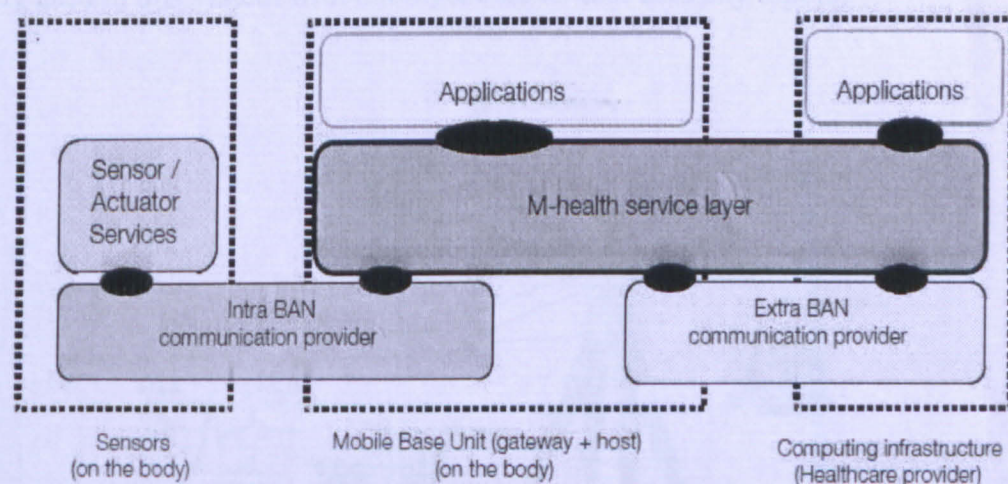 Applications
Applications
Sensor /
Actuator
Services
M-health service layer
Intra BAN
communication provider
Extra BAN
communication provider
Sensors
(on the body)
Mobile Base Unit (gateway + host)
(on the body)
Computing infrastructure
(Healthcare provider)